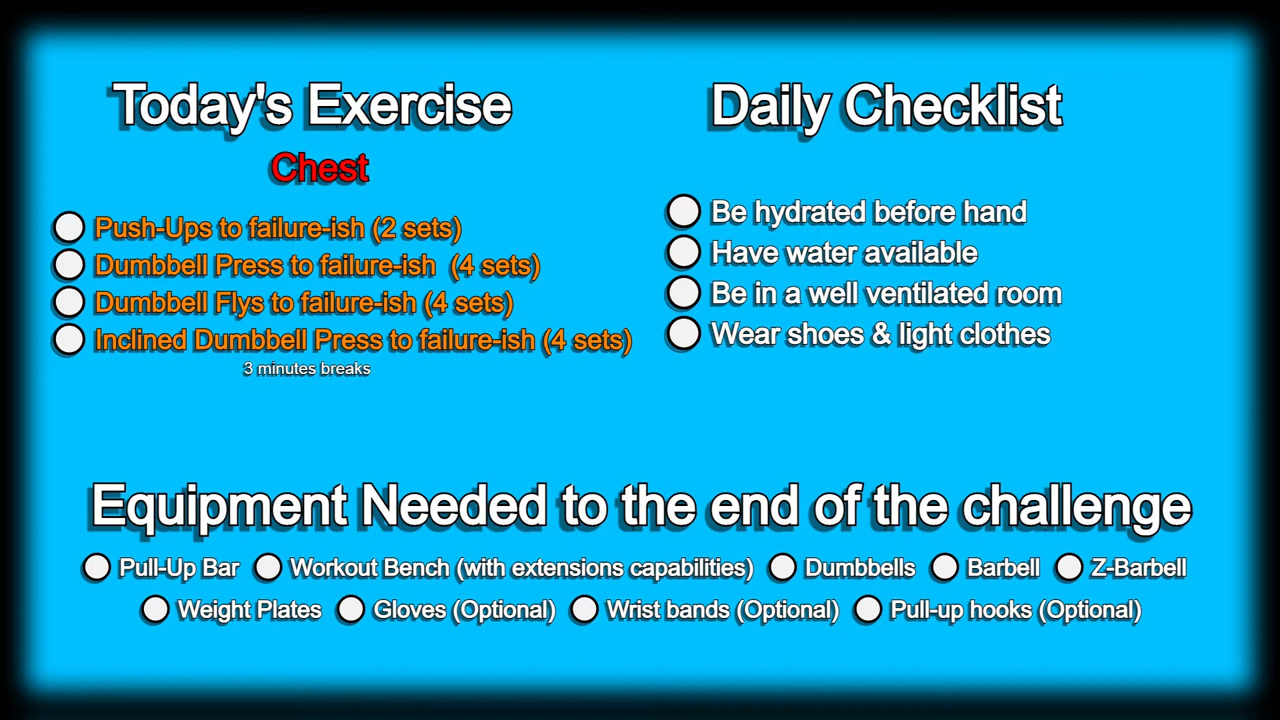 Today's Exercise
Chest
Push-Ups to failure-ish (2 sets)
Dumbbell Press to failure-ish (4 sets)
Dumbbell Flys to failure-ish (4 sets)
Inclined Dumbbell Press to failure-ish (4 sets)
3 minutes breaks
Daily Checklist
Be hydrated before hand
Have water available
Be in a well ventilated room
Wear shoes & light clothes
Equipment Needed to the end of the challenge
Pull-Up Bar Workout Bench (with extensions capabilities) Dumbbells Barbell Z-Barbell
Weight Plates Gloves (Optional) Wrist bands (Optional) Pull-up hooks (Optional)